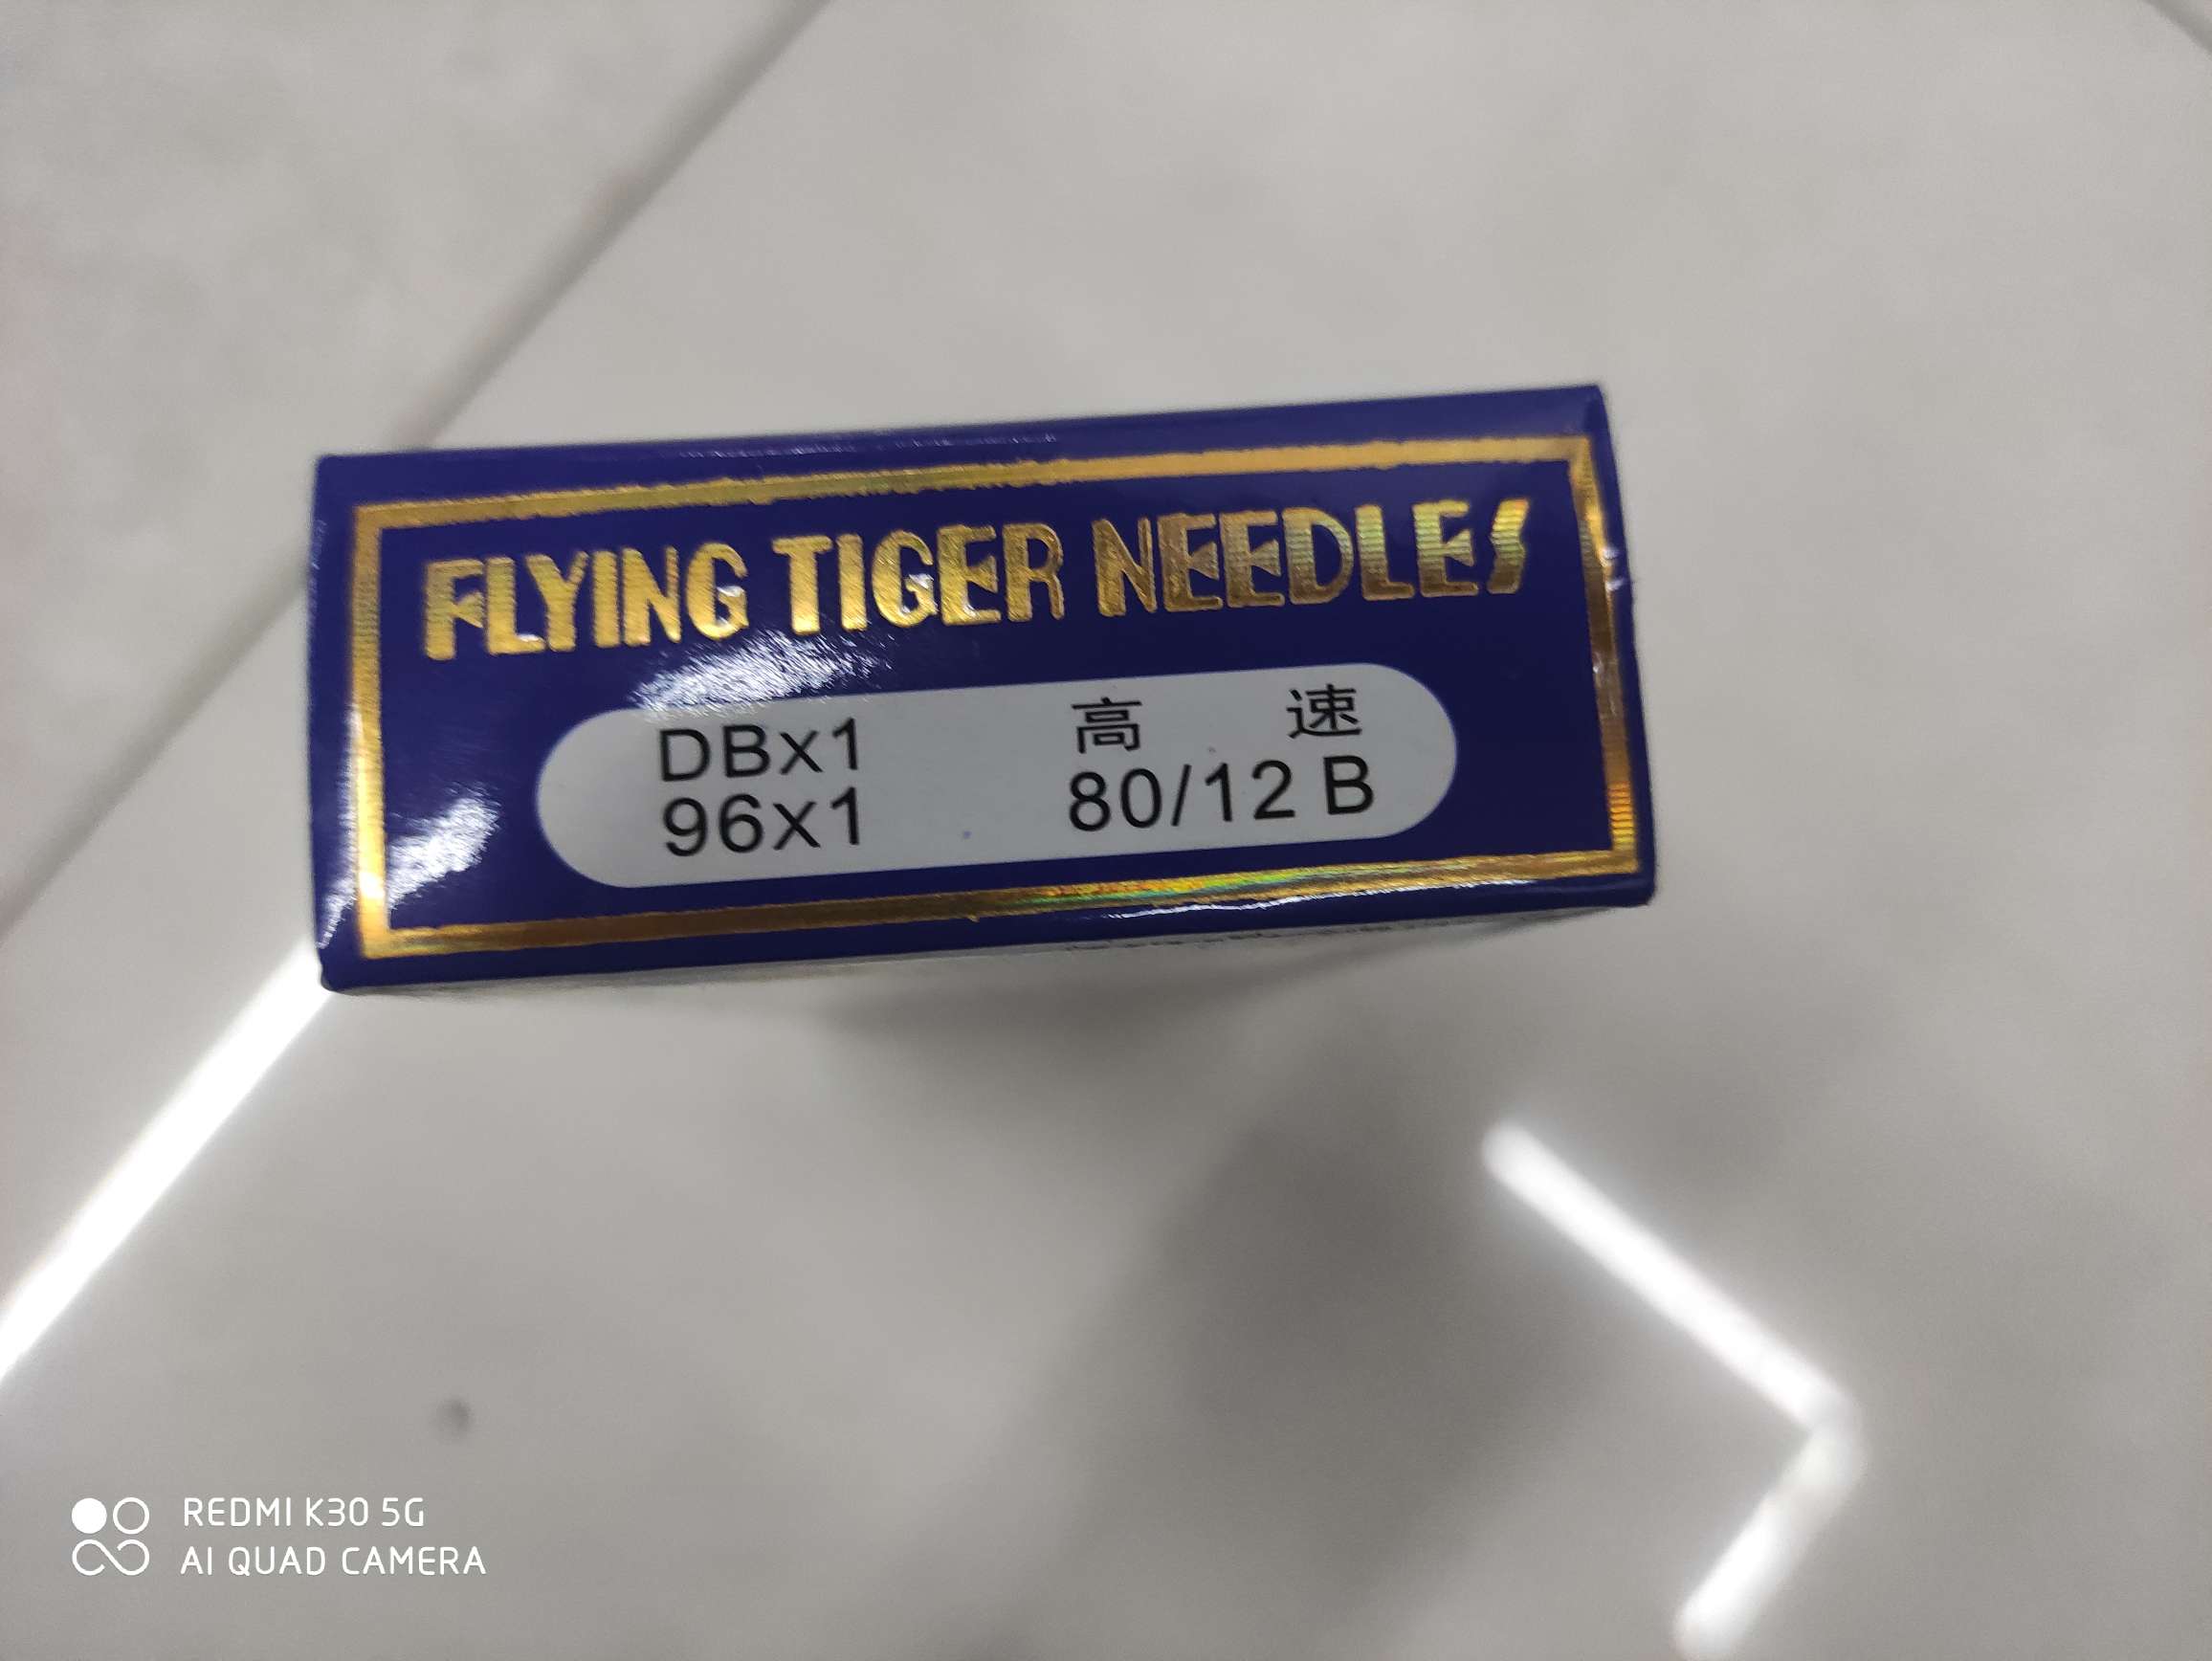 FLYING TIGER NEEDLES
DBx1 高 速
96x1 80/12 B
REDMI K30 5G
AI QUAD CAMERA